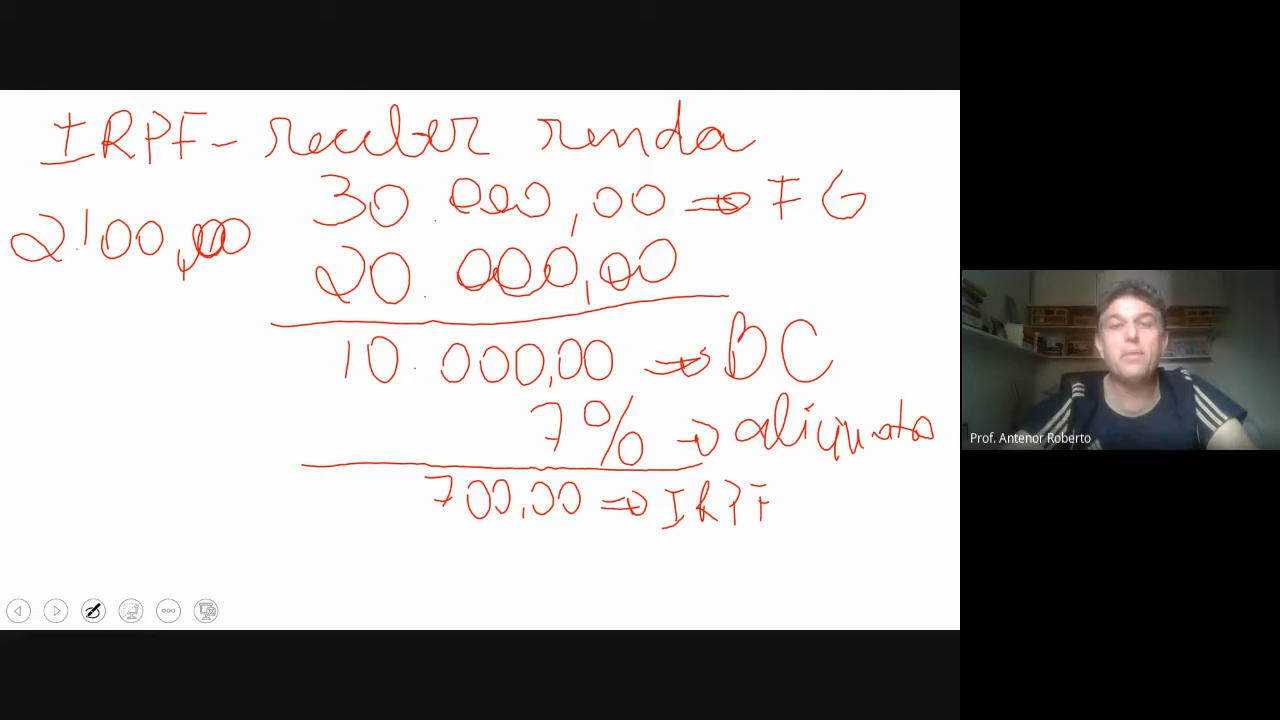 IRPF - receber renda
30.000,00 => FG
2.100,00
20.000,00
10.000,00 => BC
7% -> alíquota
700,00 => IRPF
Prof. Antenor Roberto